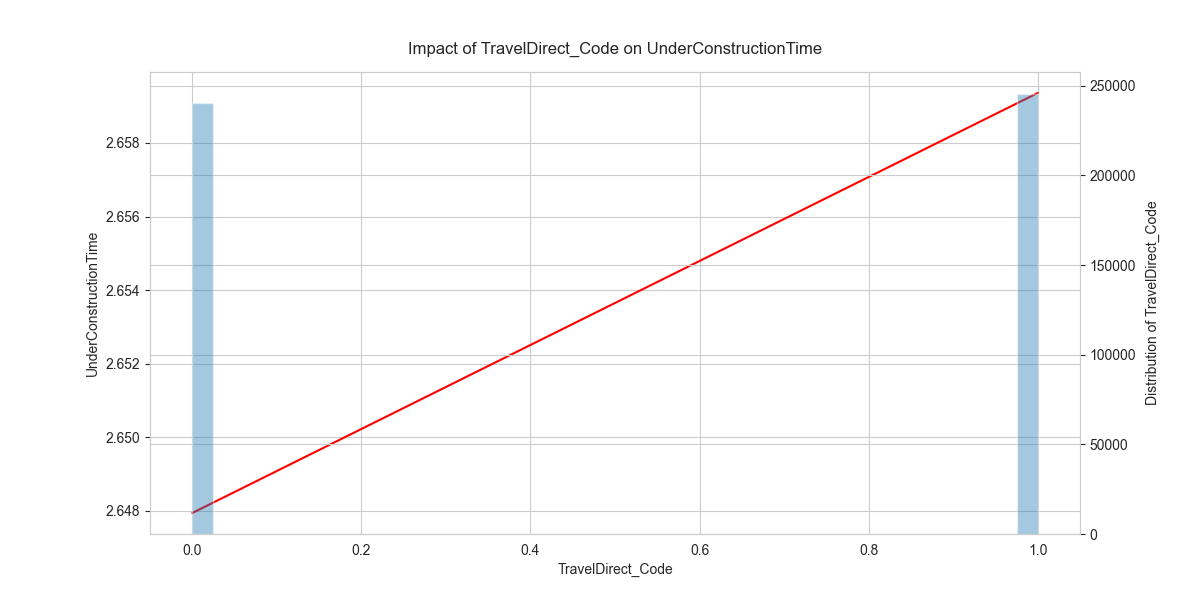 Impact of TravelDirect_Code on UnderConstructionTime
UnderConstructionTime
2.658
2.656
2.654
2.652
2.650
2.648
250000
200000
150000
100000
50000
0
Distribution of TravelDirect_Code
0.0 0.2 0.4 0.6 0.8 1.0
TravelDirect_Code